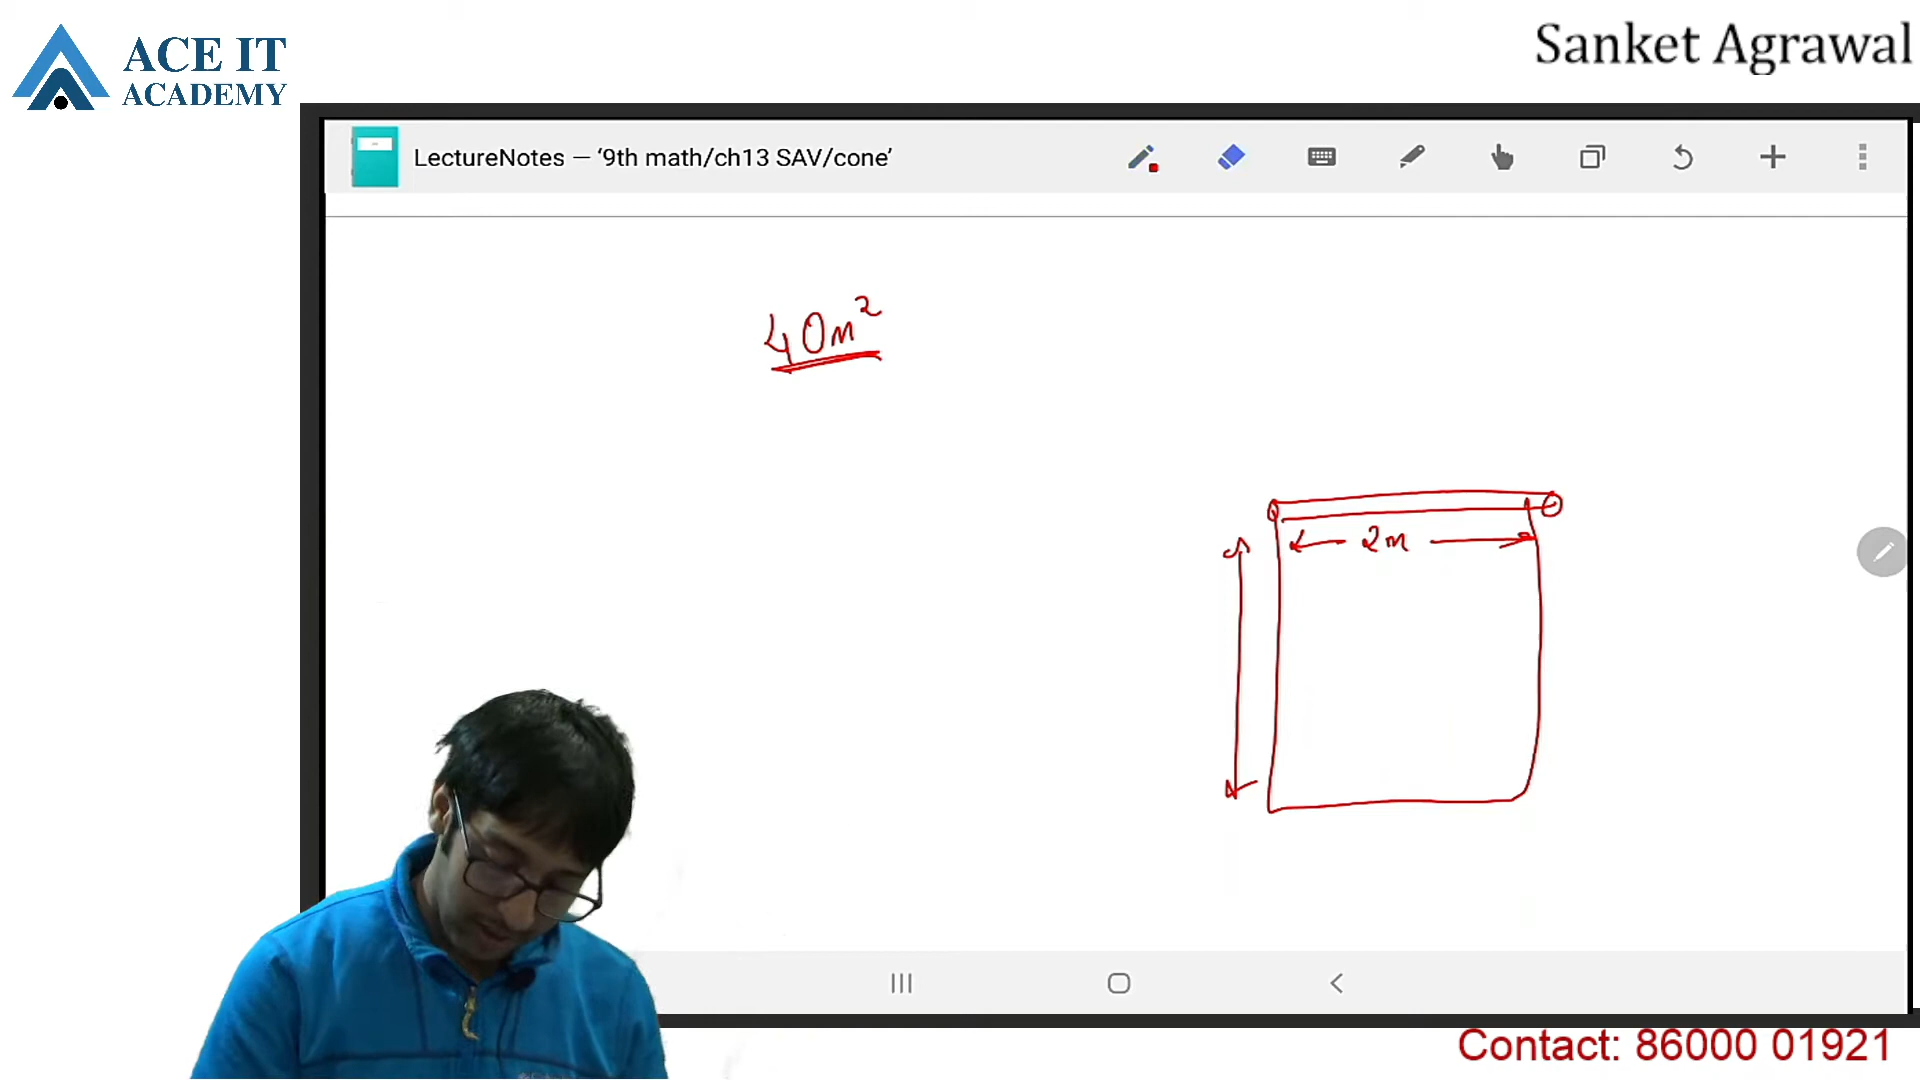 ACE IT
ACADEMY
Sanket Agrawal
LectureNotes — ‘9th math/ch13 SAV/cone’
40m²
2m
Contact: 86000 01921